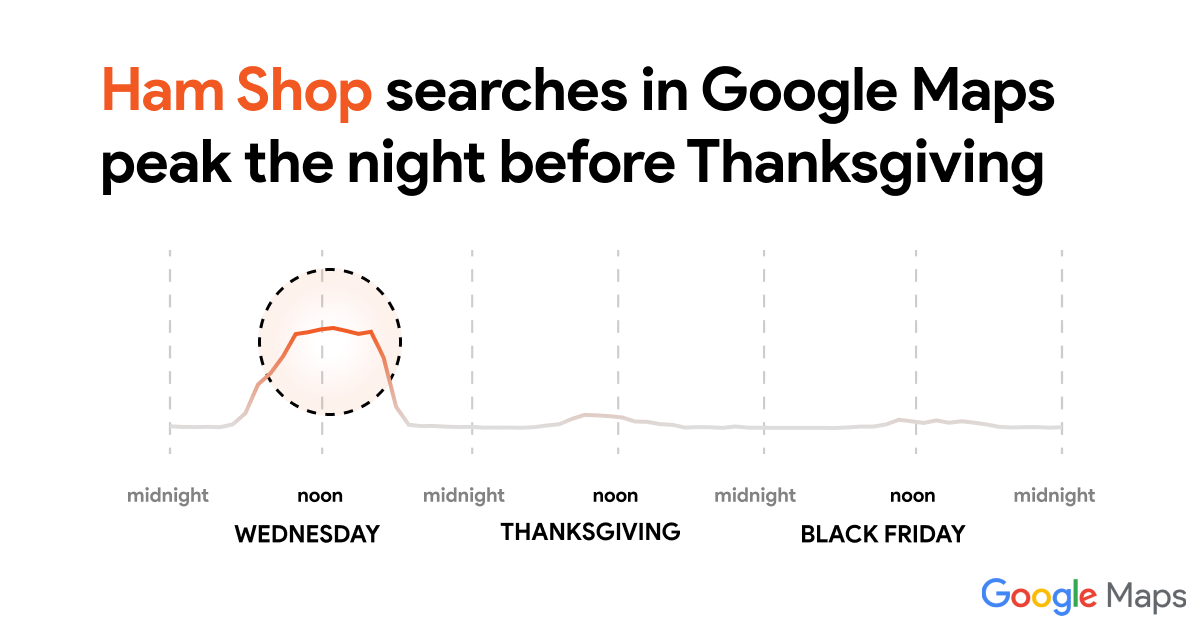 Ham Shop searches in Google Maps
peak the night before Thanksgiving
midnight noon midnight noon midnight noon midnight
WEDNESDAY THANKSGIVING BLACK FRIDAY
Google Maps